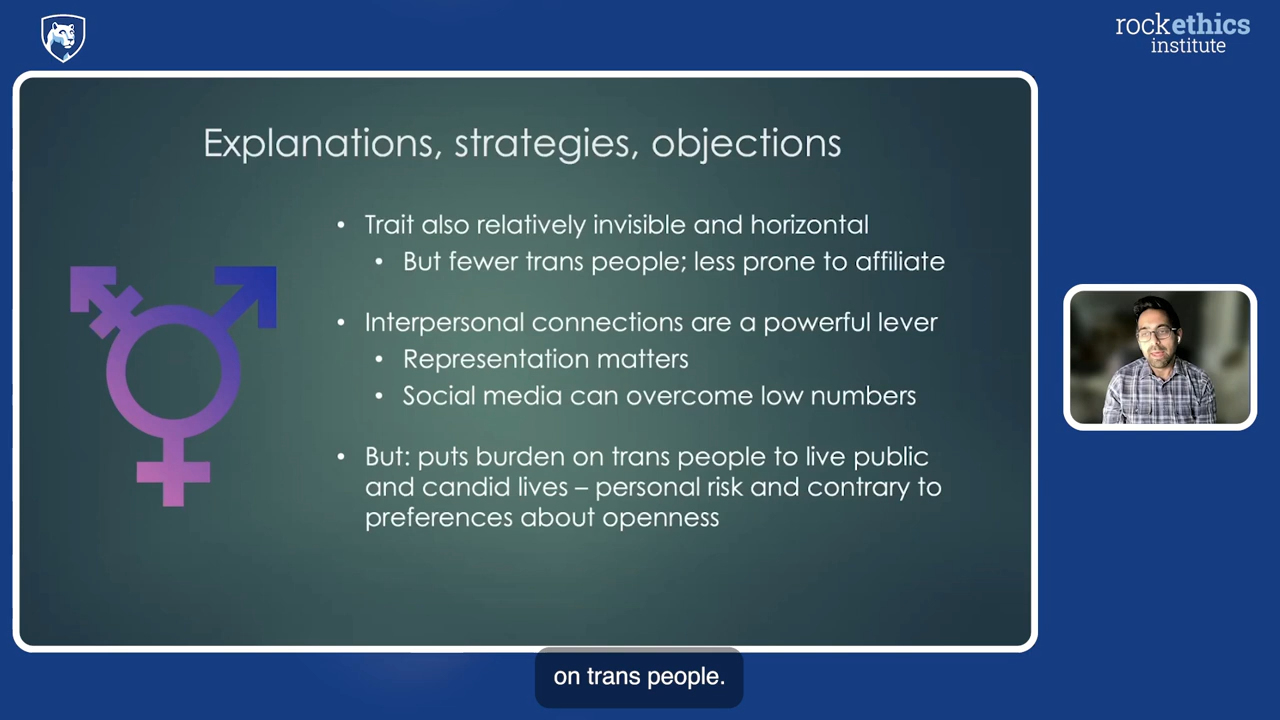 rockethics
institute
Explanations, strategies, objections
• Trait also relatively invisible and horizontal
• But fewer trans people; less prone to affiliate
• Interpersonal connections are a powerful lever
• Representation matters
• Social media can overcome low numbers
• But: puts burden on trans people to live public
and candid lives – personal risk and contrary to
preferences about openness
on trans people.